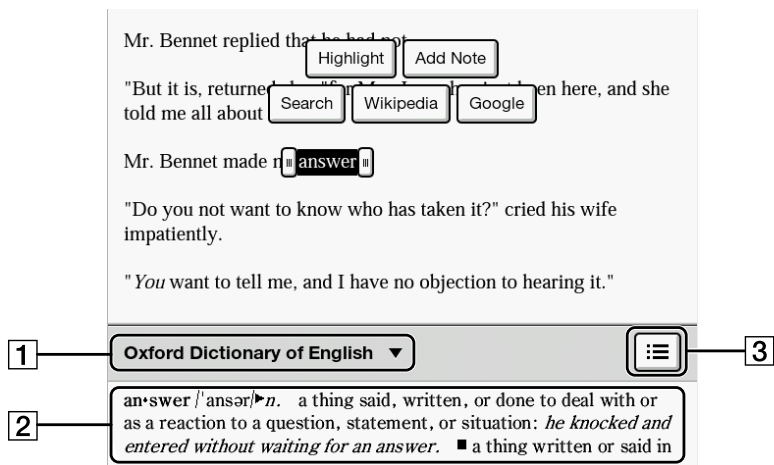 Mr. Bennet replied that he had not
Highlight Add Note
"But it is, returned here, and she
Search Wikipedia Google
told me all about
Mr. Bennet made answer
"Do you not want to know who has taken it?" cried his wife
impatiently.
"You want to tell me, and I have no objection to hearing it."
1 Oxford Dictionary of English ▼ 3
2
an•swer /ˈansər/▶n. a thing said, written, or done to deal with or
as a reaction to a question, statement, or situation: he knocked and
entered without waiting for an answer. ■ a thing written or said in